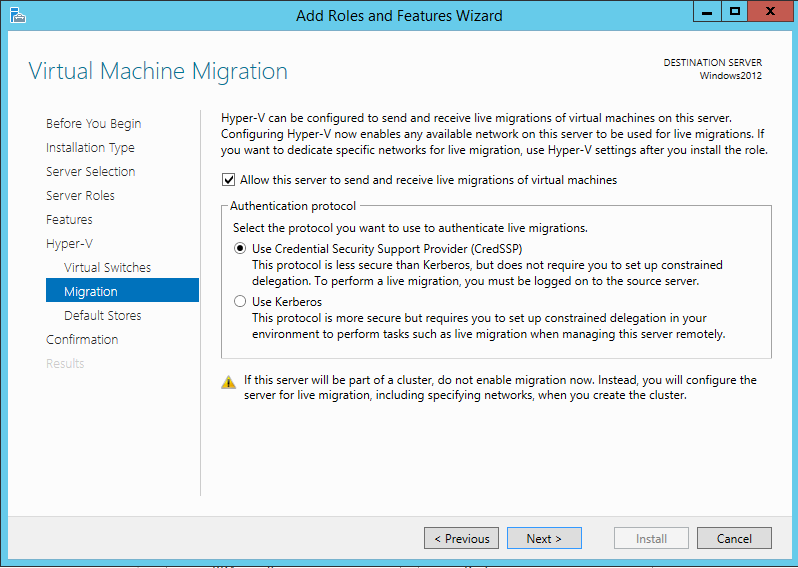 Add Roles and Features Wizard
Virtual Machine Migration
DESTINATION SERVER
Windows2012
Before You Begin
Installation Type
Server Selection
Server Roles
Features
Hyper-V
Virtual Switches
Migration
Default Stores
Confirmation
Results
Hyper-V can be configured to send and receive live migrations of virtual machines on this server.
Configuring Hyper-V now enables any available network on this server to be used for live migrations. If
you want to dedicate specific networks for live migration, use Hyper-V settings after you install the role.
Allow this server to send and receive live migrations of virtual machines
Authentication protocol
Select the protocol you want to use to authenticate live migrations.
Use Credential Security Support Provider (CredSSP)
This protocol is less secure than Kerberos, but does not require you to set up constrained
delegation. To perform a live migration, you must be logged on to the source server.
Use Kerberos
This protocol is more secure but requires you to set up constrained delegation in your
environment to perform tasks such as live migration when managing this server remotely.
If this server will be part of a cluster, do not enable migration now. Instead, you will configure the
server for live migration, including specifying networks, when you create the cluster.
< Previous
Next >
Install
Cancel